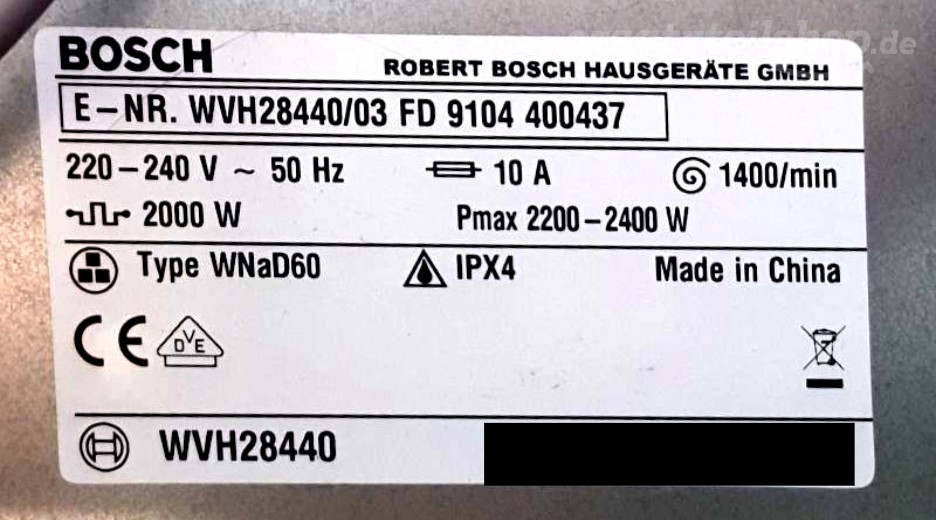 BOSCH
ROBERT BOSCH HAUSGERÄTE GMBH
E-NR. WVH28440/03 FD 9104 400437
220-240 V ~ 50 Hz 10 A 1400/min
2000 W Pmax 2200-2400 W
Type WNaD60 IPX4 Made in China
CE DVE
WVH28440